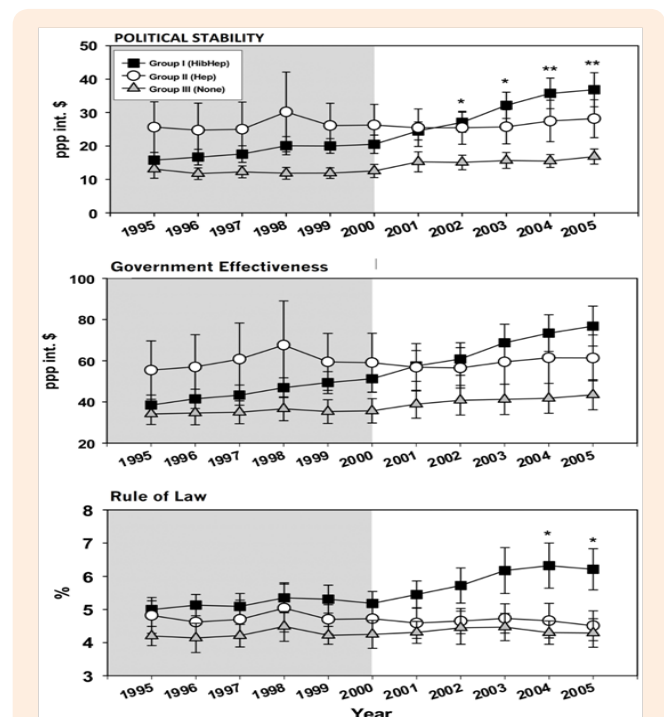 POLITICAL STABILITY
50
40
30
20
10
0
ppp int. $
Group I (HibHep)
Group II (Hep)
Group III (None)
*
*
**
**
1995 1996 1997 1998 1999 2000 2001 2002 2003 2004 2005
Government Effectiveness
100
80
60
40
20
ppp int. $
1995 1996 1997 1998 1999 2000 2001 2002 2003 2004 2005
Rule of Law
8
7
6
5
4
3
%
*
*
1995 1996 1997 1998 1999 2000 2001 2002 2003 2004 2005
Year